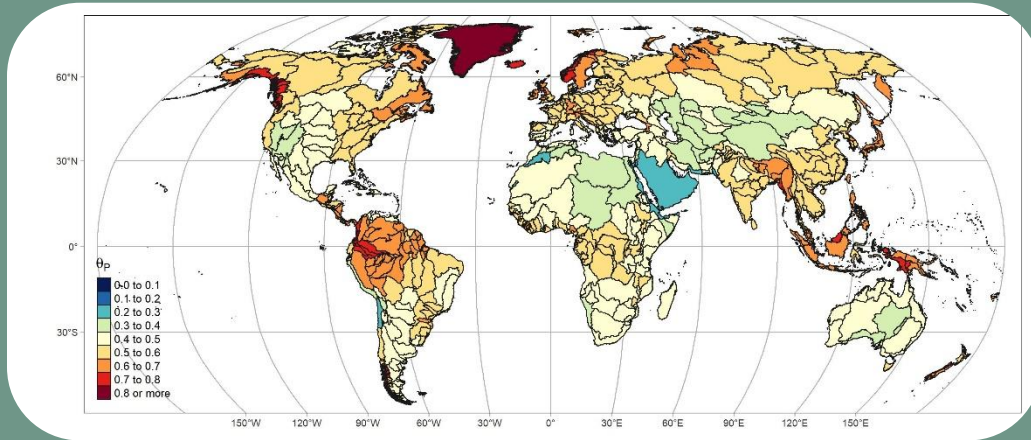 60°N
30°N
0°
30°S
θP
0.0 to 0.1
0.1 to 0.2
0.2 to 0.3
0.3 to 0.4
0.4 to 0.5
0.5 to 0.6
0.6 to 0.7
0.7 to 0.8
0.8 or more
150°W 120°W 90°W 60°W 30°W 0° 30°E 60°E 90°E 120°E 150°E